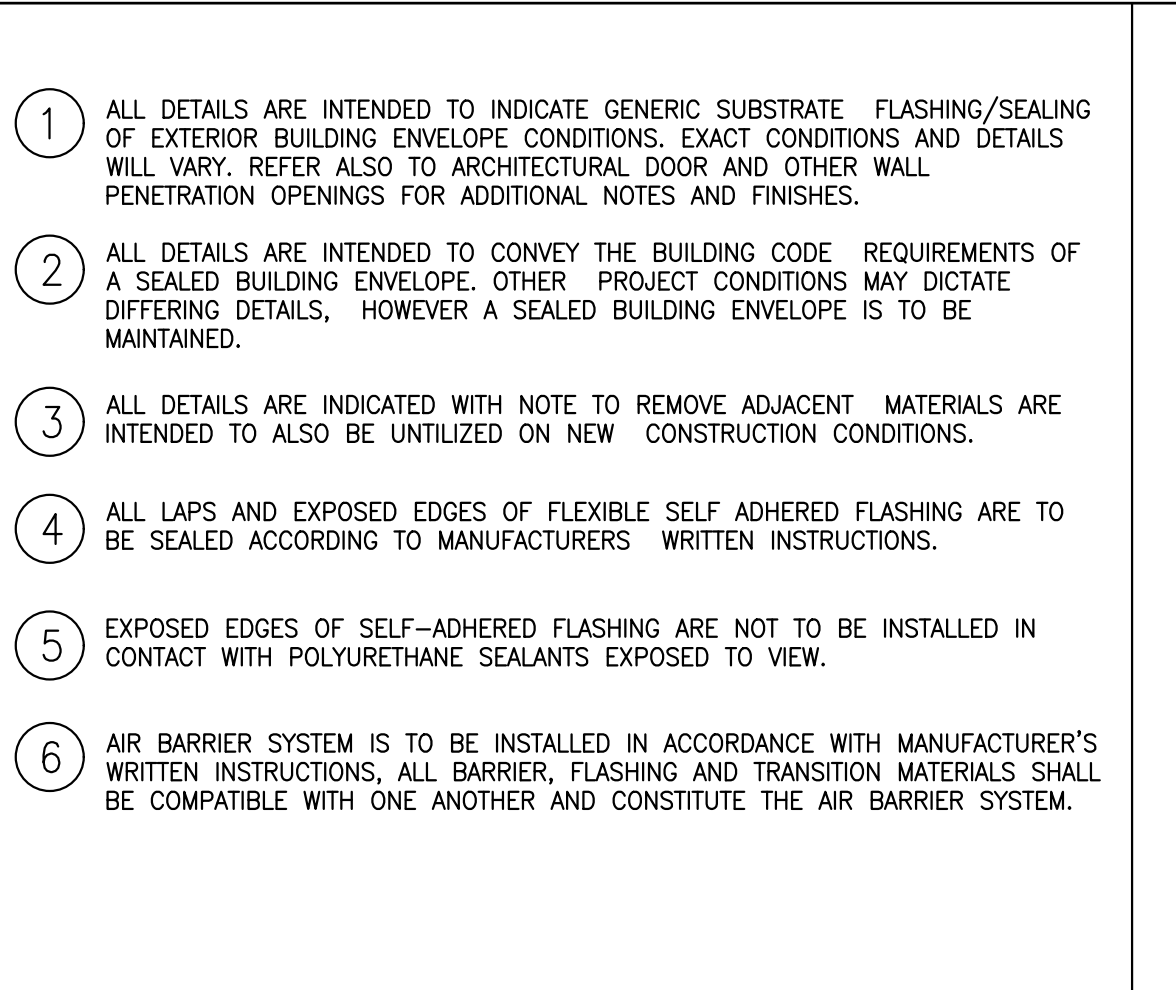 1 ALL DETAILS ARE INTENDED TO INDICATE GENERIC SUBSTRATE FLASHING/SEALING
OF EXTERIOR BUILDING ENVELOPE CONDITIONS. EXACT CONDITIONS AND DETAILS
WILL VARY. REFER ALSO TO ARCHITECTURAL DOOR AND OTHER WALL
PENETRATION OPENINGS FOR ADDITIONAL NOTES AND FINISHES.
2 ALL DETAILS ARE INTENDED TO CONVEY THE BUILDING CODE REQUIREMENTS OF
A SEALED BUILDING ENVELOPE. OTHER PROJECT CONDITIONS MAY DICTATE
DIFFERING DETAILS, HOWEVER A SEALED BUILDING ENVELOPE IS TO BE
MAINTAINED.
3 ALL DETAILS ARE INDICATED WITH NOTE TO REMOVE ADJACENT MATERIALS ARE
INTENDED TO ALSO BE UNTILIZED ON NEW CONSTRUCTION CONDITIONS.
4 ALL LAPS AND EXPOSED EDGES OF FLEXIBLE SELF ADHERED FLASHING ARE TO
BE SEALED ACCORDING TO MANUFACTURERS WRITTEN INSTRUCTIONS.
5 EXPOSED EDGES OF SELF-ADHERED FLASHING ARE NOT TO BE INSTALLED IN
CONTACT WITH POLYURETHANE SEALANTS EXPOSED TO VIEW.
6 AIR BARRIER SYSTEM IS TO BE INSTALLED IN ACCORDANCE WITH MANUFACTURER'S
WRITTEN INSTRUCTIONS, ALL BARRIER, FLASHING AND TRANSITION MATERIALS SHALL
BE COMPATIBLE WITH ONE ANOTHER AND CONSTITUTE THE AIR BARRIER SYSTEM.